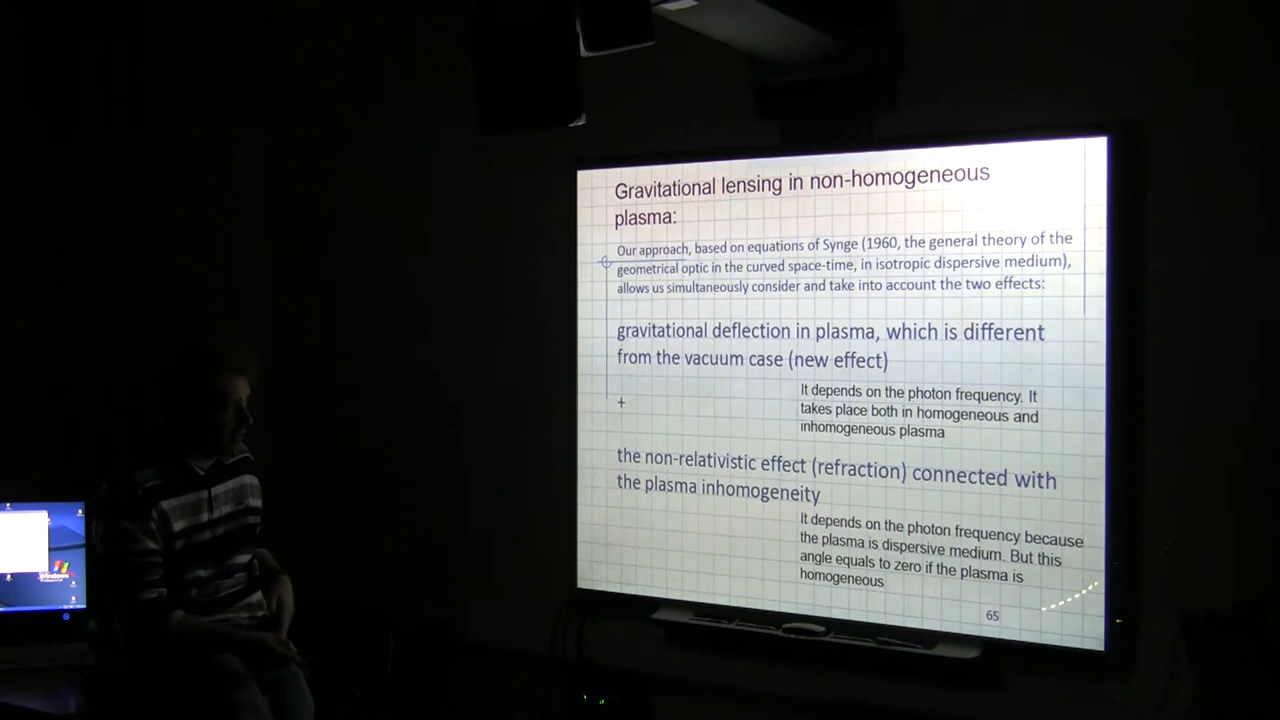 Gravitational lensing in non-homogeneous
plasma:
Our approach, based on equations of Synge (1960, the general theory of the
geometrical optic in the curved space-time, in isotropic dispersive medium),
allows us simultaneously consider and take into account the two effects:
gravitational deflection in plasma, which is different
from the vacuum case (new effect)
It depends on the photon frequency. It
takes place both in homogeneous and
inhomogeneous plasma
+
the non-relativistic effect (refraction) connected with
the plasma inhomogeneity
It depends on the photon frequency because
the plasma is dispersive medium. But this
angle equals to zero if the plasma is
homogeneous
65
Windows